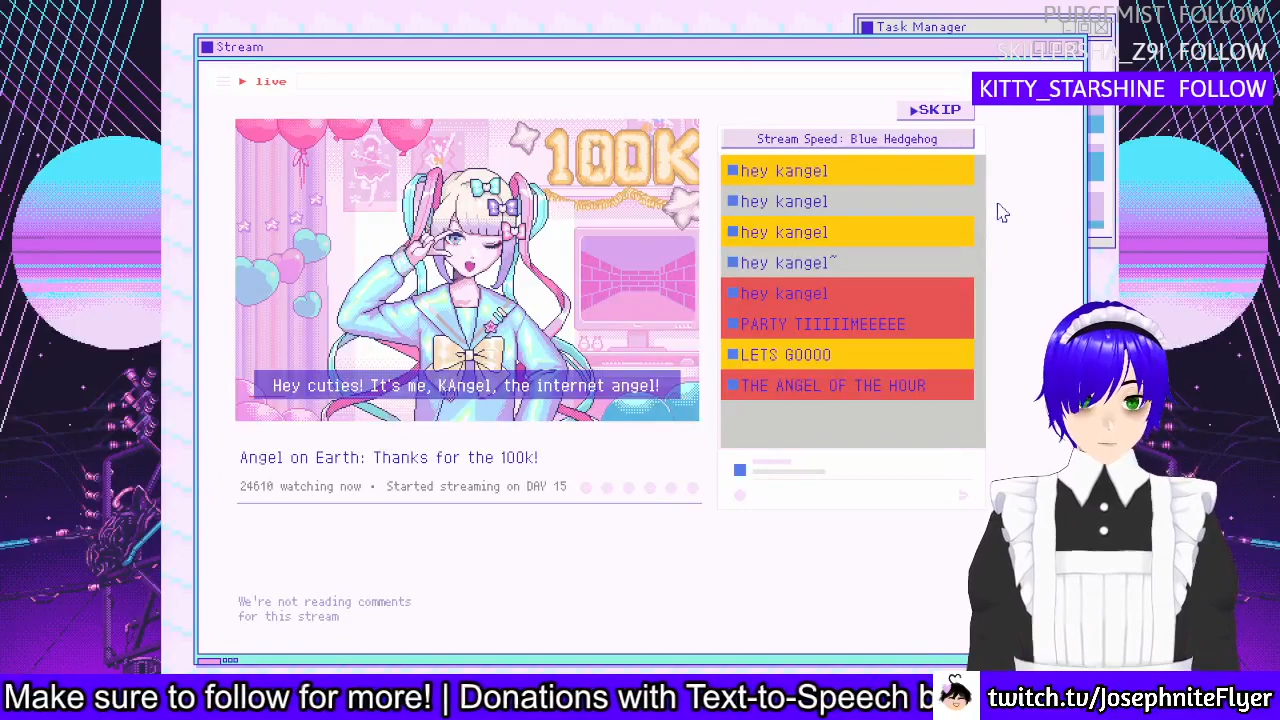 PURGEMIST FOLLOW
Task Manager
Stream
SKILLERSHA_Z9I FOLLOW
live
KITTY_STARSHINE FOLLOW
▶SKIP
100K
Stream Speed: Blue Hedgehog
hey kangel
hey kangel
hey kangel
hey kangel~
hey kangel
PARTY TIIIIIMEEEEE
LETS GOOOO
THE ANGEL OF THE HOUR
Hey cuties! It's me, KAngel, the internet angel!
Angel on Earth: Thanks for the 100k!
24610 watching now • Started streaming on DAY 15
We're not reading comments
for this stream
Make sure to follow for more! | Donations with Text-to-Speech b
twitch.tv/JosephniteFlyer